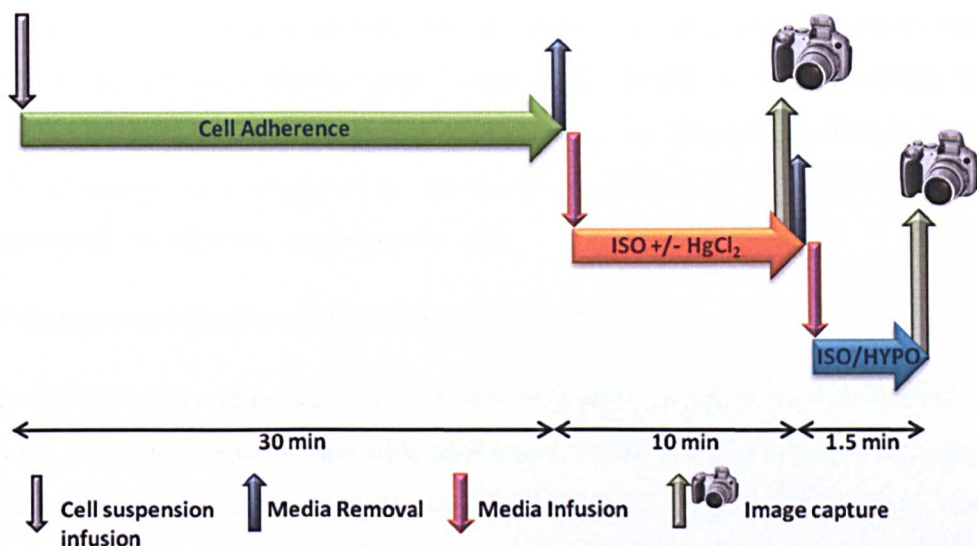 Cell Adherence
ISO +/- HgCl₂
ISO/HYPO
30 min
10 min
1.5 min
Cell suspension
infusion
Media Removal
Media Infusion
Image capture